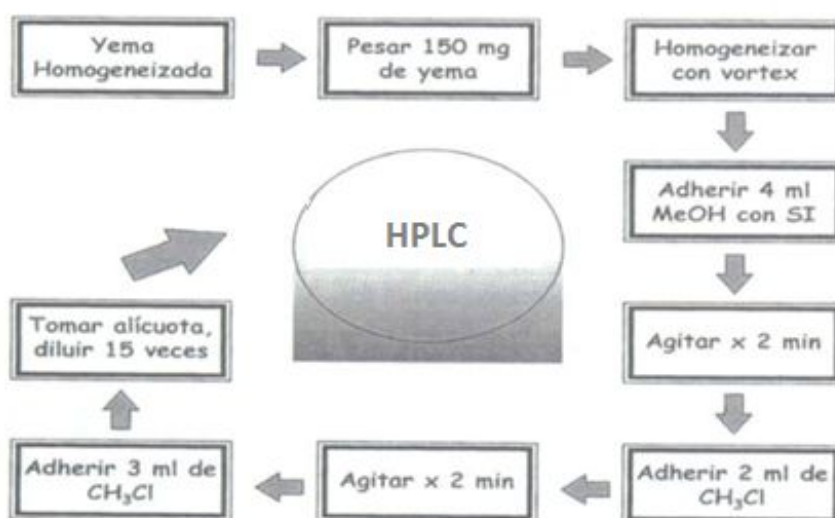 Yema
Homogeneizada
Pesar 150 mg
de yema
Homogeneizar
con vortex
Adherir 4 ml
MeOH con SI
Agitar x 2 min
Adherir 2 ml de
CH₃Cl
Agitar x 2 min
Adherir 3 ml de
CH₃Cl
Tomar alícuota,
diluir 15 veces
HPLC